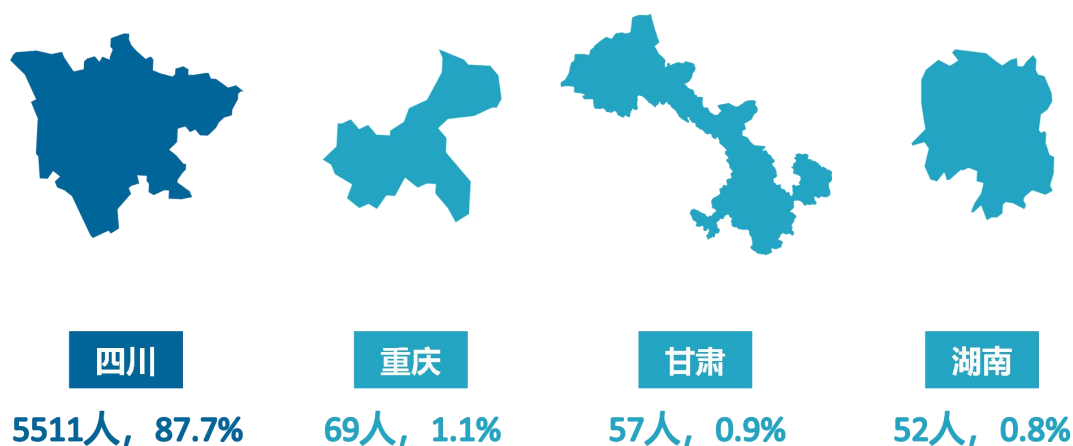 四川
重庆
甘肃
湖南
5511人，87.7%
69人，1.1%
57人，0.9%
52人，0.8%